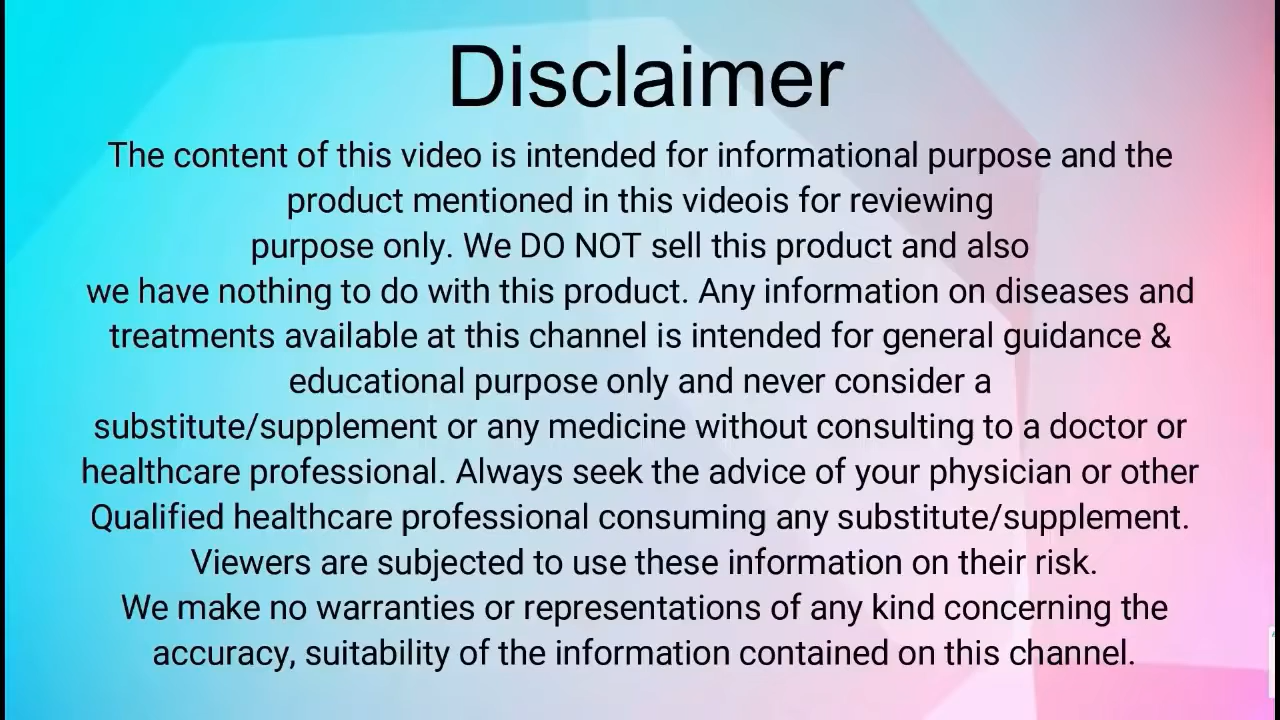 Disclaimer
The content of this video is intended for informational purpose and the
product mentioned in this videois for reviewing
purpose only. We DO NOT sell this product and also
we have nothing to do with this product. Any information on diseases and
treatments available at this channel is intended for general guidance &
educational purpose only and never consider a
substitute/supplement or any medicine without consulting to a doctor or
healthcare professional. Always seek the advice of your physician or other
Qualified healthcare professional consuming any substitute/supplement.
Viewers are subjected to use these information on their risk.
We make no warranties or representations of any kind concerning the
accuracy, suitability of the information contained on this channel.